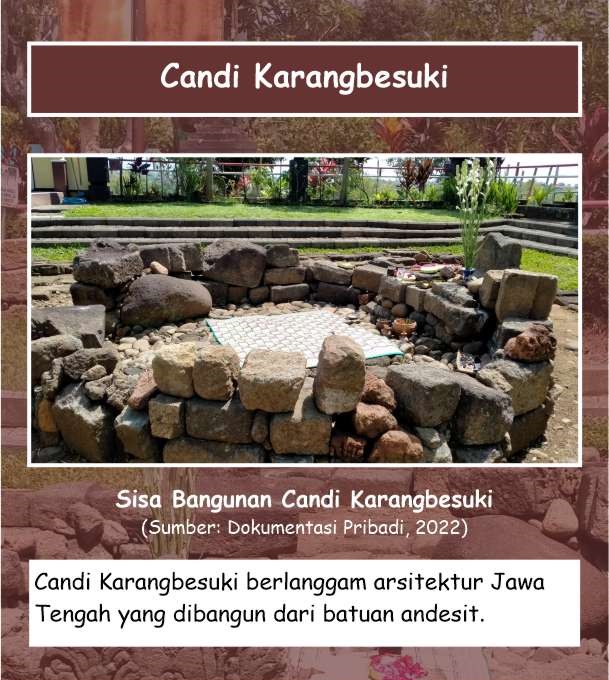 Candi Karangbesuki
Sisa Bangunan Candi Karangbesuki
(Sumber: Dokumentasi Pribadi, 2022)
Candi Karangbesuki berlanggam arsitektur Jawa
Tengah yang dibangun dari batuan andesit.